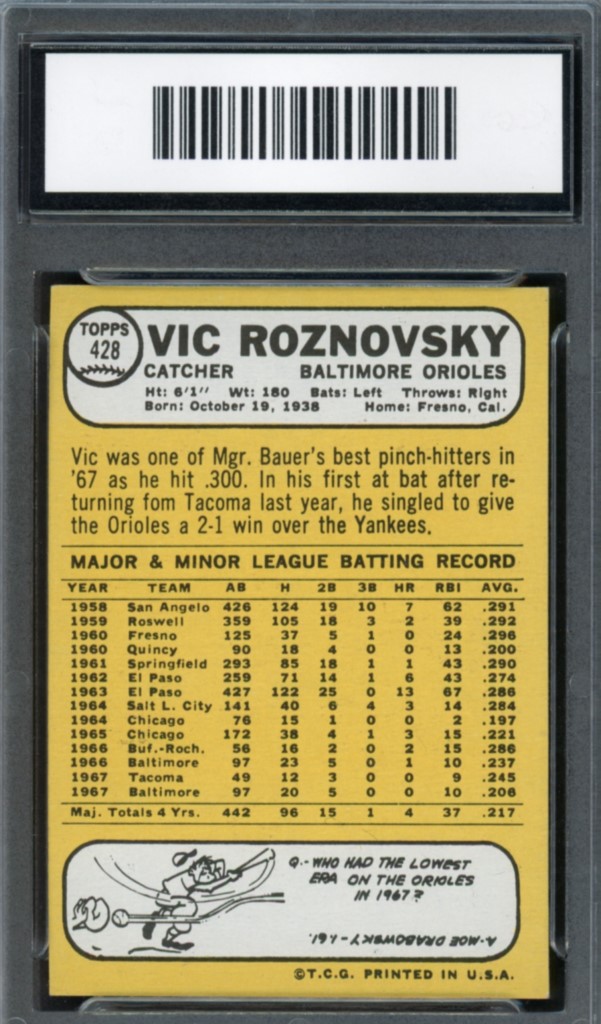 TOPPS
428
VIC ROZNOVSKY
CATCHER BALTIMORE ORIOLES
Ht: 6'1" Wt: 180 Bats: Left Throws: Right
Born: October 19, 1938 Home: Fresno, Cal.
Vic was one of Mgr. Bauer's best pinch-hitters in
'67 as he hit .300. In his first at bat after re-
turning fom Tacoma last year, he singled to give
the Orioles a 2-1 win over the Yankees.
MAJOR & MINOR LEAGUE BATTING RECORD
YEAR TEAM AB H 2B 3B HR RBI AVG.
1958 San Angelo 426 124 19 10 7 62 .291
1959 Roswell 359 105 18 3 2 39 .292
1960 Fresno 125 37 5 1 0 24 .296
1960 Quincy 90 18 4 0 0 13 .200
1961 Springfield 293 85 18 1 1 43 .290
1962 El Paso 259 71 14 1 6 43 .274
1963 El Paso 427 122 25 0 13 67 .286
1964 Salt L. City 141 40 6 4 3 14 .284
1964 Chicago 76 15 1 0 0 2 .197
1965 Chicago 172 38 4 1 3 15 .221
1966 Buf.-Roch. 56 16 2 0 2 15 .286
1966 Baltimore 97 23 5 0 1 10 .237
1967 Tacoma 49 12 3 0 0 9 .245
1967 Baltimore 97 20 5 0 0 10 .206
Maj. Totals 4 Yrs. 442 96 15 1 4 37 .217
Q.-WHO HAD THE LOWEST
ERA ON THE ORIOLES
IN 1967?
A-MOE DRABOWSKY-1.61.
©T.C.G. PRINTED IN U.S.A.